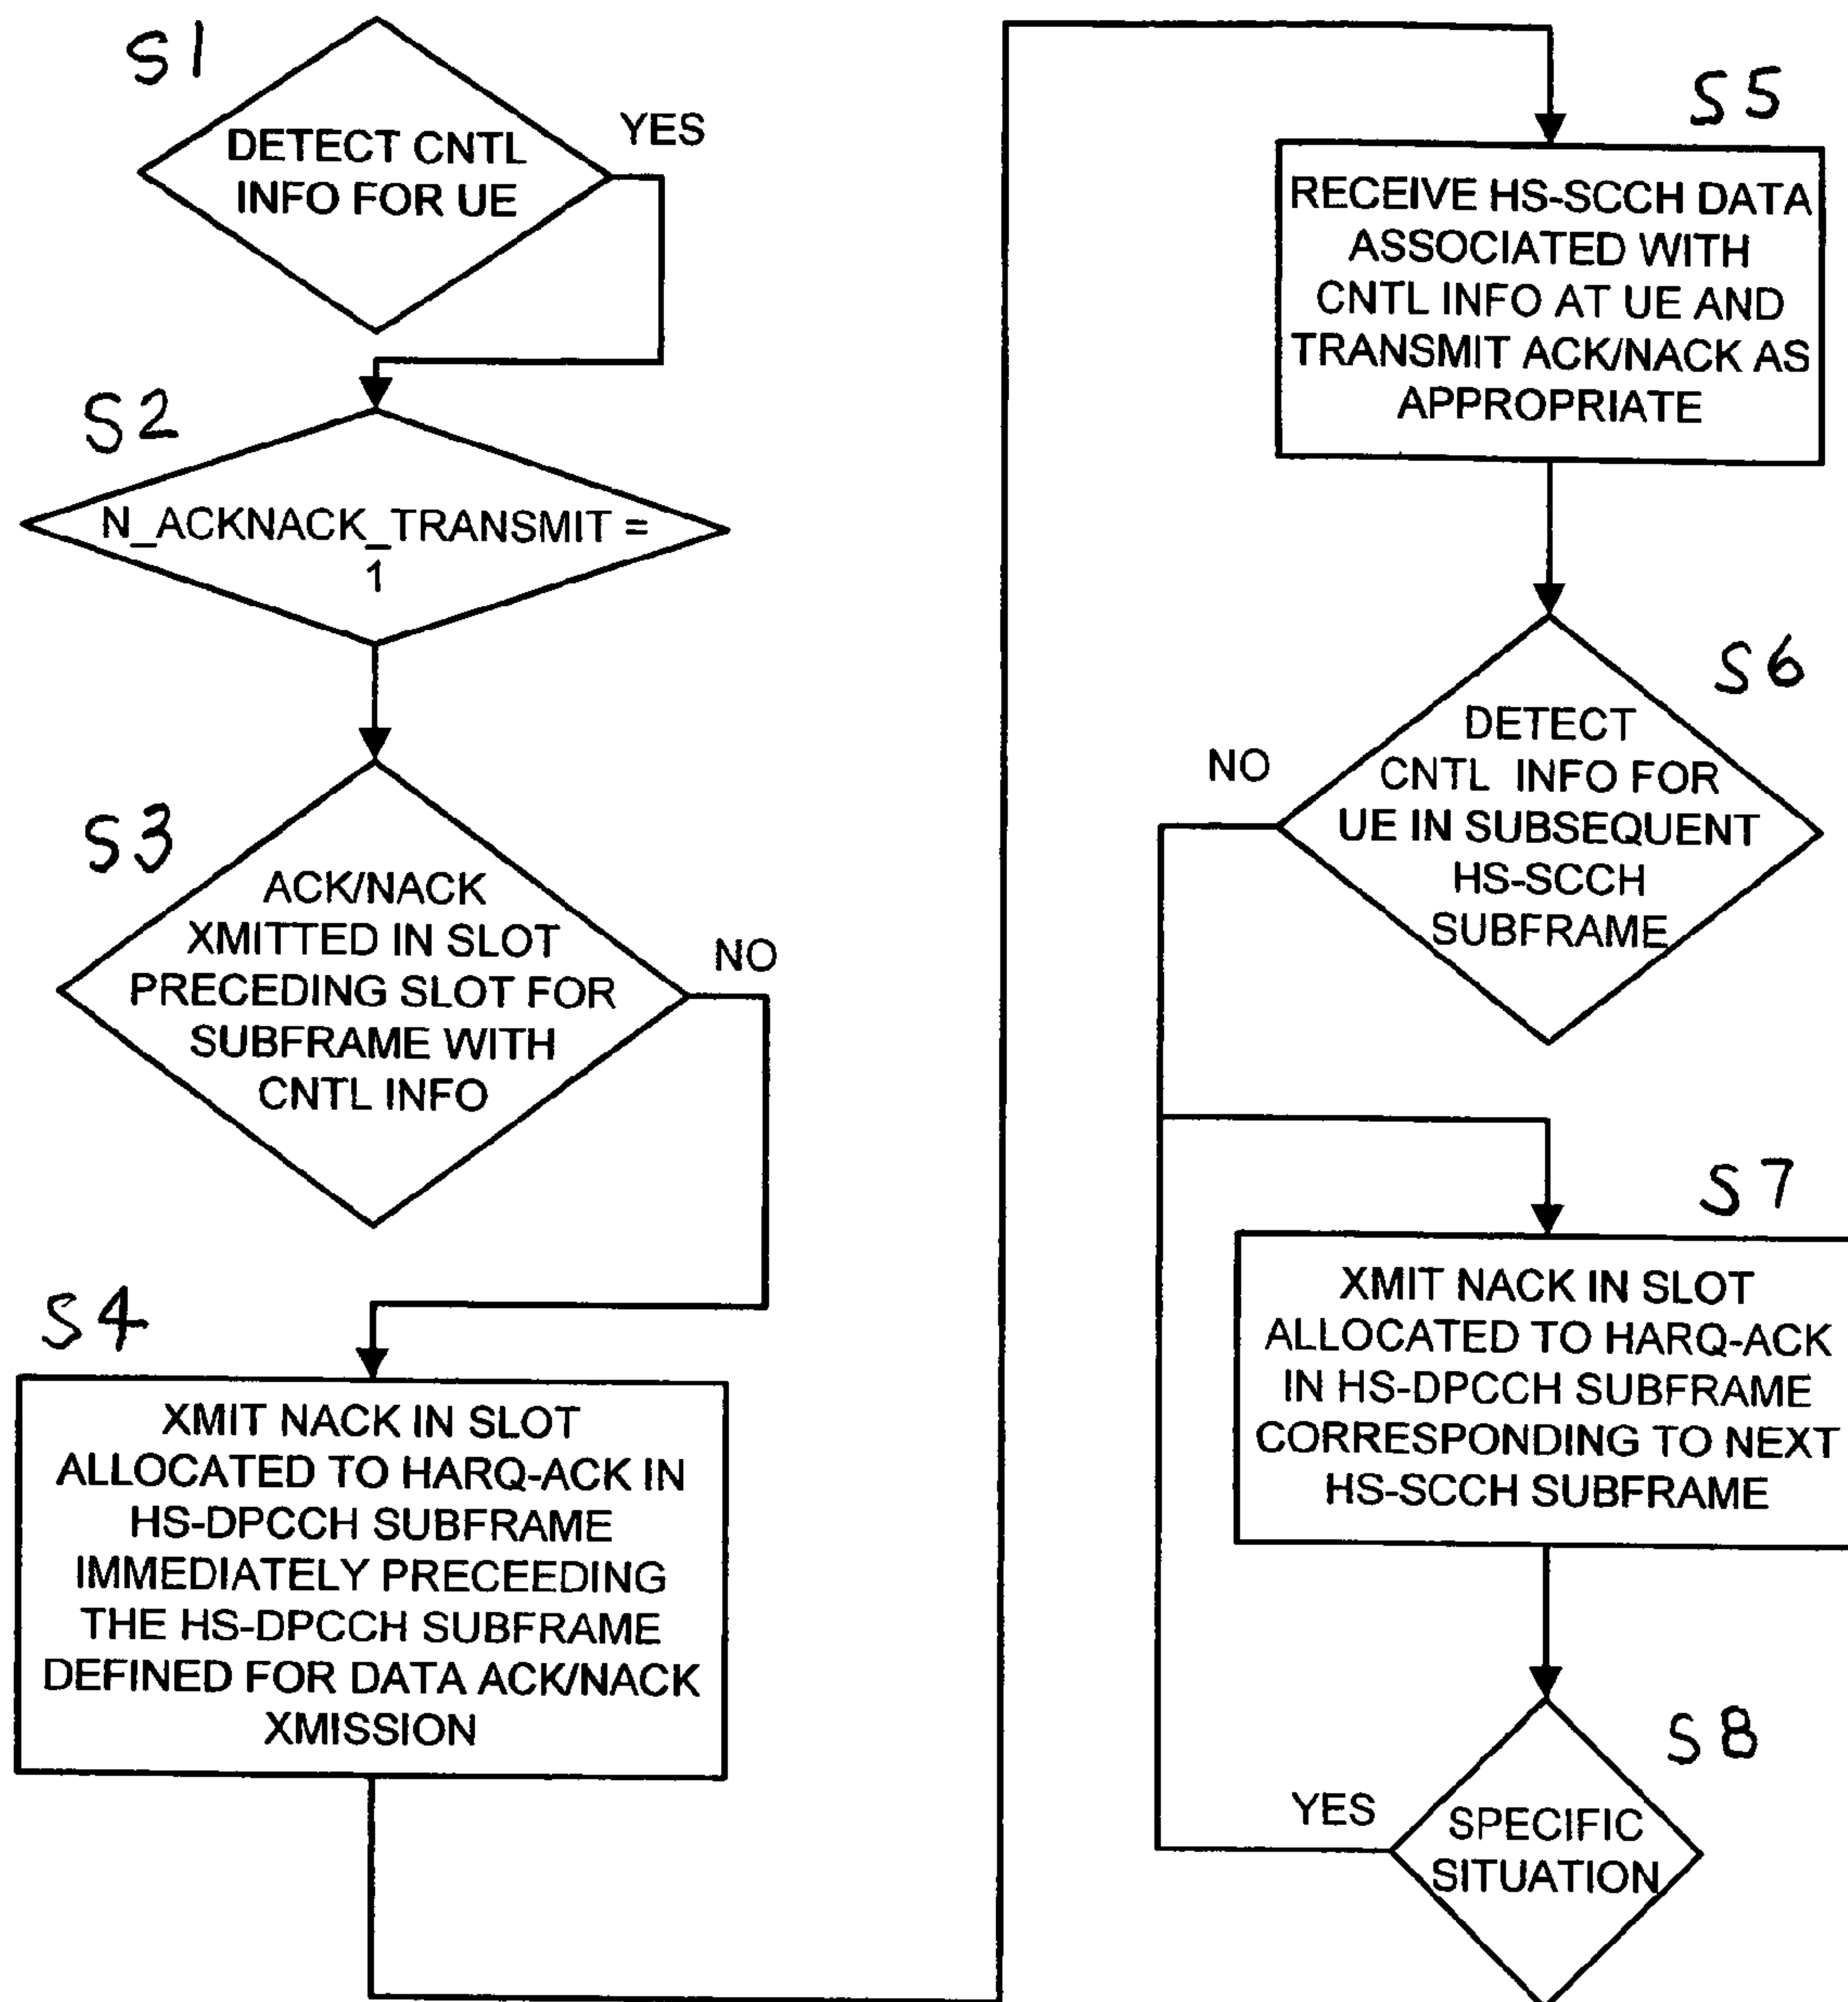 S1
DETECT CNTL
INFO FOR UE
YES
S2
N_ACKNACK_TRANSMIT =
1
S3
ACK/NACK
XMITTED IN SLOT
PRECEDING SLOT FOR
SUBFRAME WITH
CNTL INFO
NO
S4
XMIT NACK IN SLOT
ALLOCATED TO HARQ-ACK IN
HS-DPCCH SUBFRAME
IMMEDIATELY PRECEEDING
THE HS-DPCCH SUBFRAME
DEFINED FOR DATA ACK/NACK
XMISSION
S5
RECEIVE HS-SCCH DATA
ASSOCIATED WITH
CNTL INFO AT UE AND
TRANSMIT ACK/NACK AS
APPROPRIATE
S6
DETECT
CNTL INFO FOR
UE IN SUBSEQUENT
HS-SCCH
SUBFRAME
NO
S7
XMIT NACK IN SLOT
ALLOCATED TO HARQ-ACK
IN HS-DPCCH SUBFRAME
CORRESPONDING TO NEXT
HS-SCCH SUBFRAME
S8
SPECIFIC
SITUATION
YES